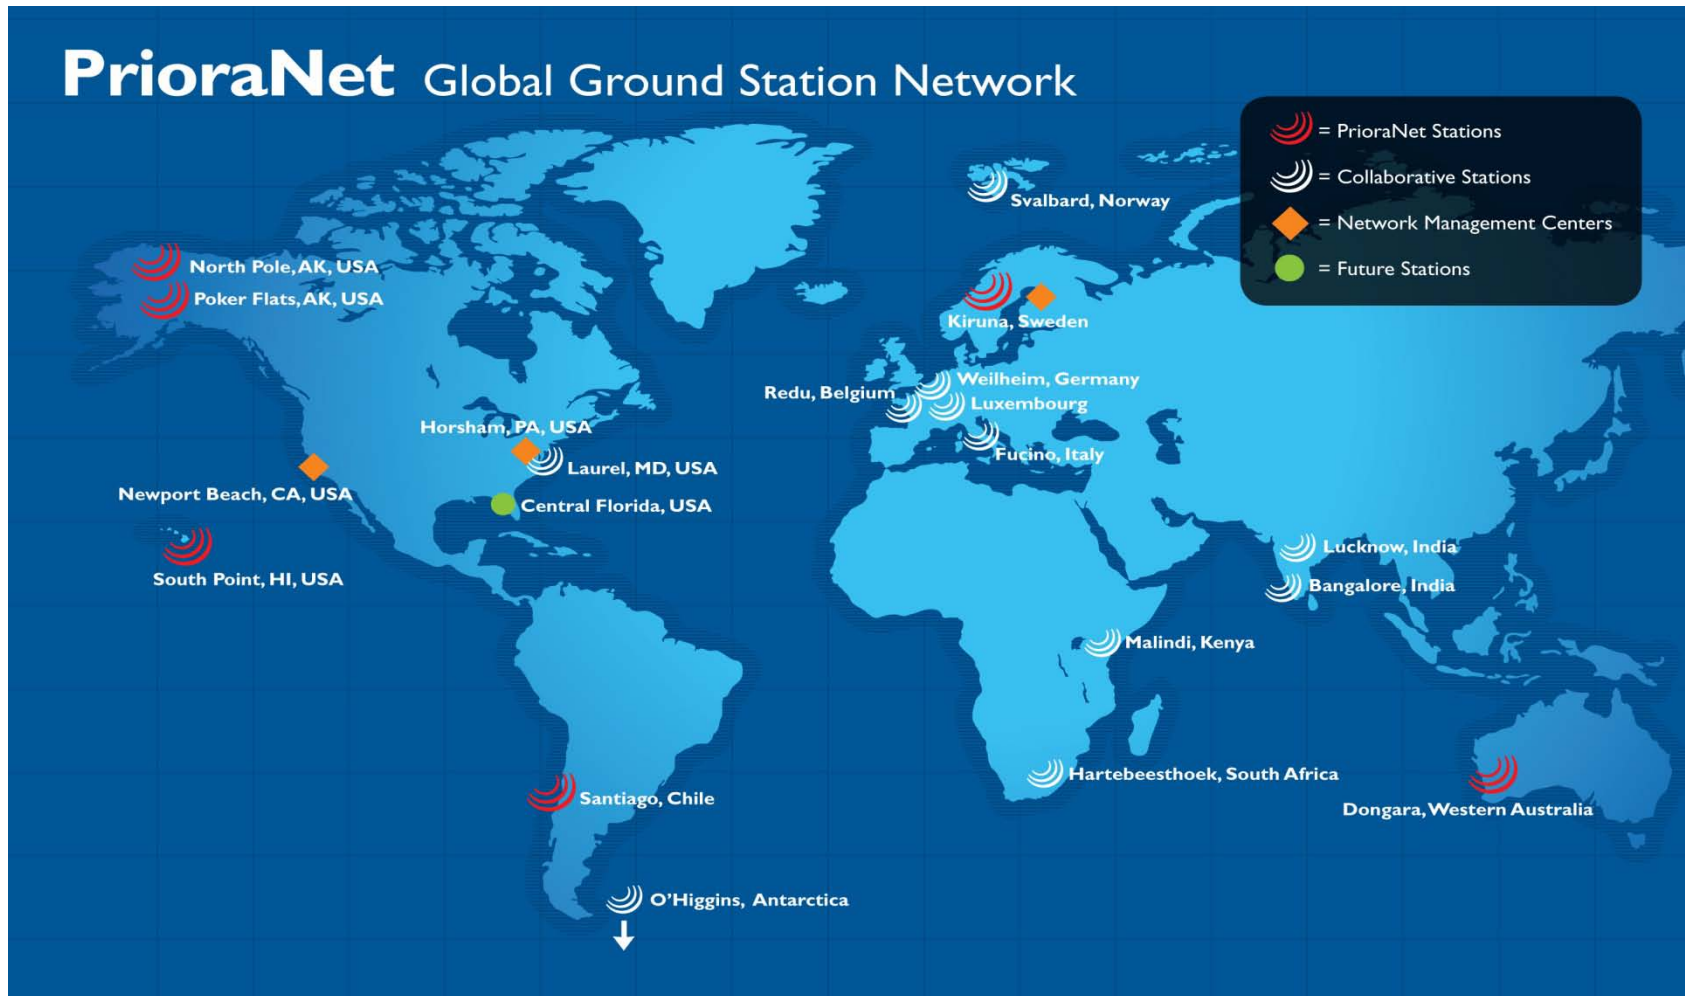 PrioraNet Global Ground Station Network
= PrioraNet Stations
= Collaborative Stations
= Network Management Centers
= Future Stations
Svalbard, Norway
North Pole, AK, USA
Poker Flats, AK, USA
Kiruna, Sweden
Weilheim, Germany
Redu, Belgium
Luxembourg
Horsham, PA, USA
Fucino, Italy
Laurel, MD, USA
Newport Beach, CA, USA
Central Florida, USA
Lucknow, India
South Point, HI, USA
Bangalore, India
Malindi, Kenya
Hartebeesthoek, South Africa
Santiago, Chile
Dongara, Western Australia
O'Higgins, Antarctica